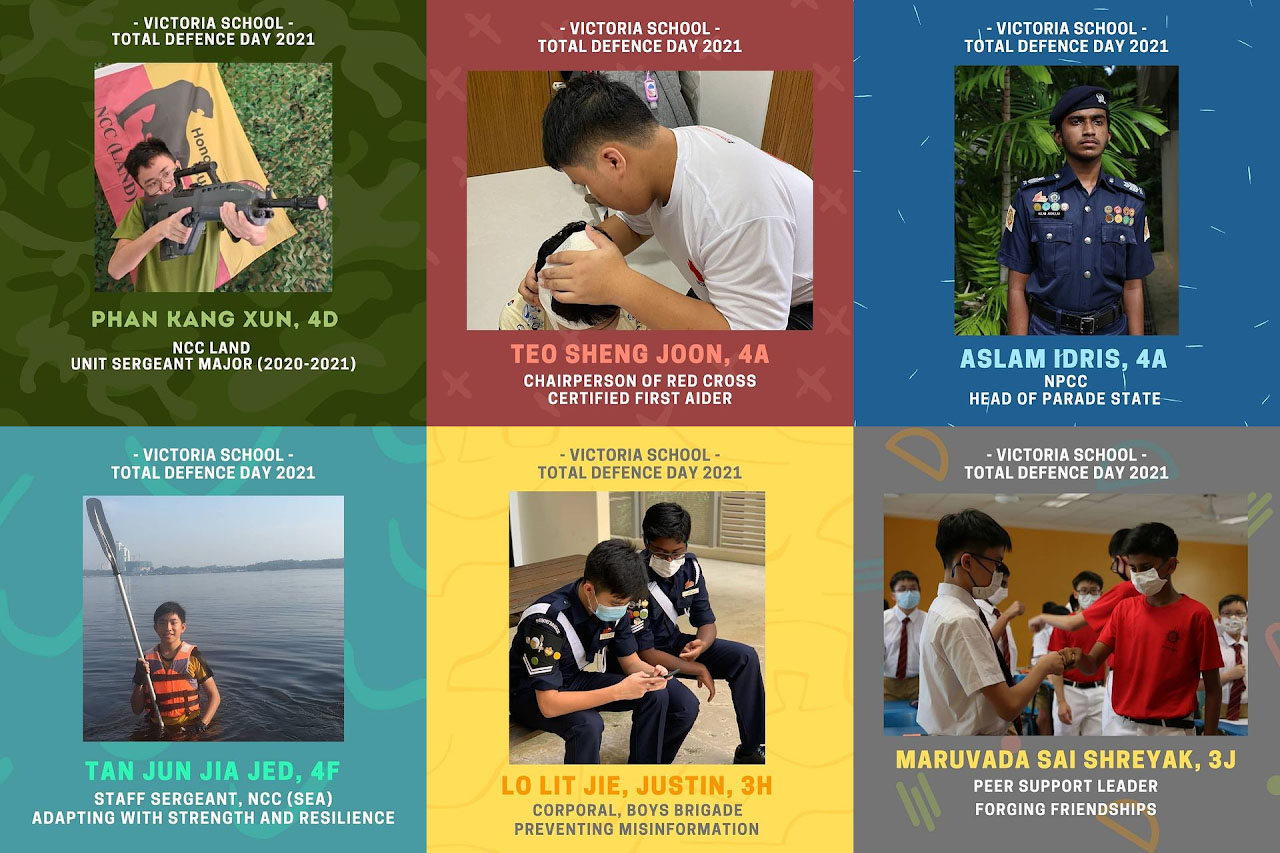 - VICTORIA SCHOOL -
TOTAL DEFENCE DAY 2021
NCC (LAND)
PHAN KANG XUN, 4D
NCC LAND
UNIT SERGEANT MAJOR (2020-2021)
- VICTORIA SCHOOL -
TOTAL DEFENCE DAY 2021
TEO SHENG JOON, 4A
CHAIRPERSON OF RED CROSS
CERTIFIED FIRST AIDER
- VICTORIA SCHOOL -
TOTAL DEFENCE DAY 2021
ASLAM IDRIS, 4A
NPCC
HEAD OF PARADE STATE
- VICTORIA SCHOOL -
TOTAL DEFENCE DAY 2021
TAN JUN JIA JED, 4F
STAFF SERGEANT, NCC (SEA)
ADAPTING WITH STRENGTH AND RESILIENCE
- VICTORIA SCHOOL -
TOTAL DEFENCE DAY 2021
LO LIT JIE, JUSTIN, 3H
CORPORAL, BOYS BRIGADE
PREVENTING MISINFORMATION
- VICTORIA SCHOOL -
TOTAL DEFENCE DAY 2021
MARUVADA SAI SHREYAK, 3J
PEER SUPPORT LEADER
FORGING FRIENDSHIPS